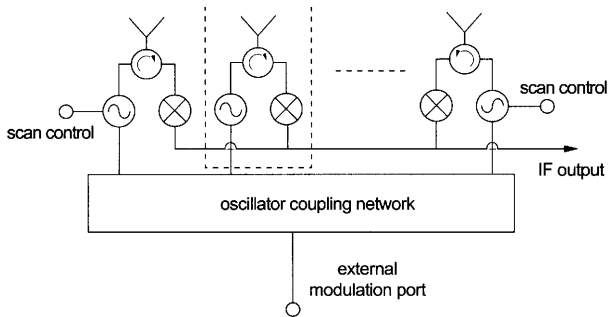 scan control
scan control
IF output
oscillator coupling network
external
modulation port